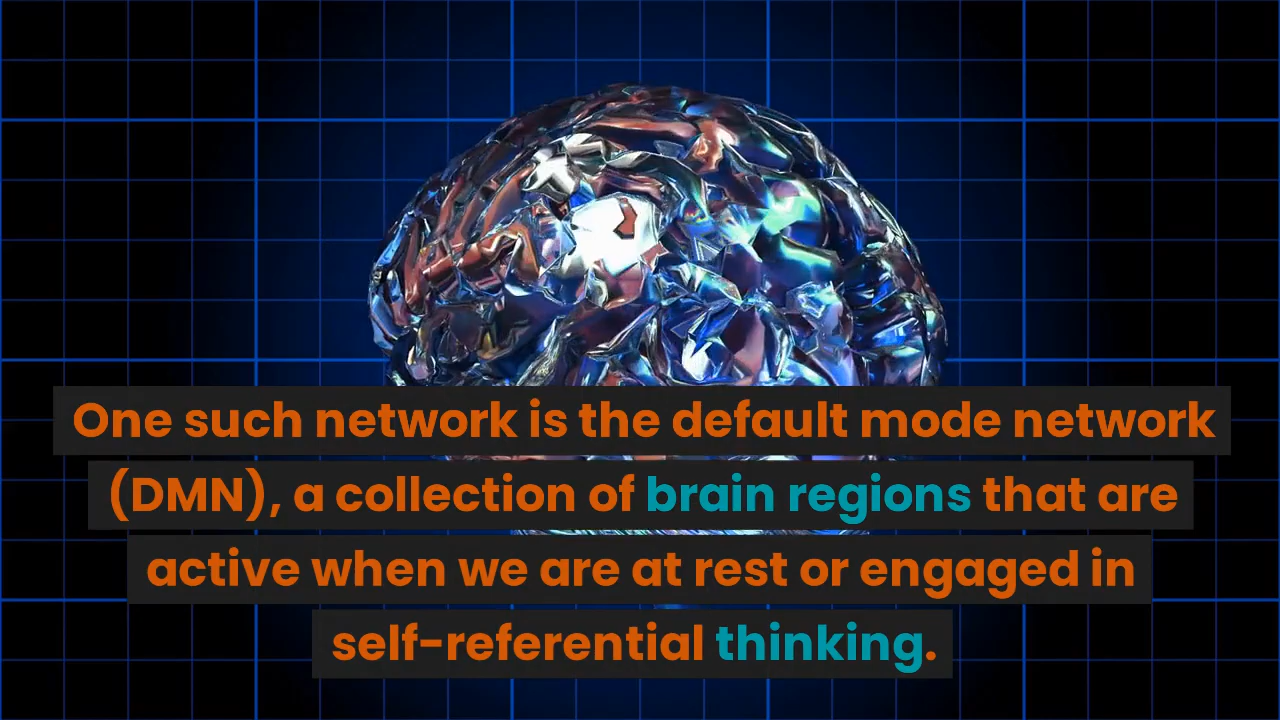 One such network is the default mode network
(DMN), a collection of brain regions that are
active when we are at rest or engaged in
self-referential thinking.